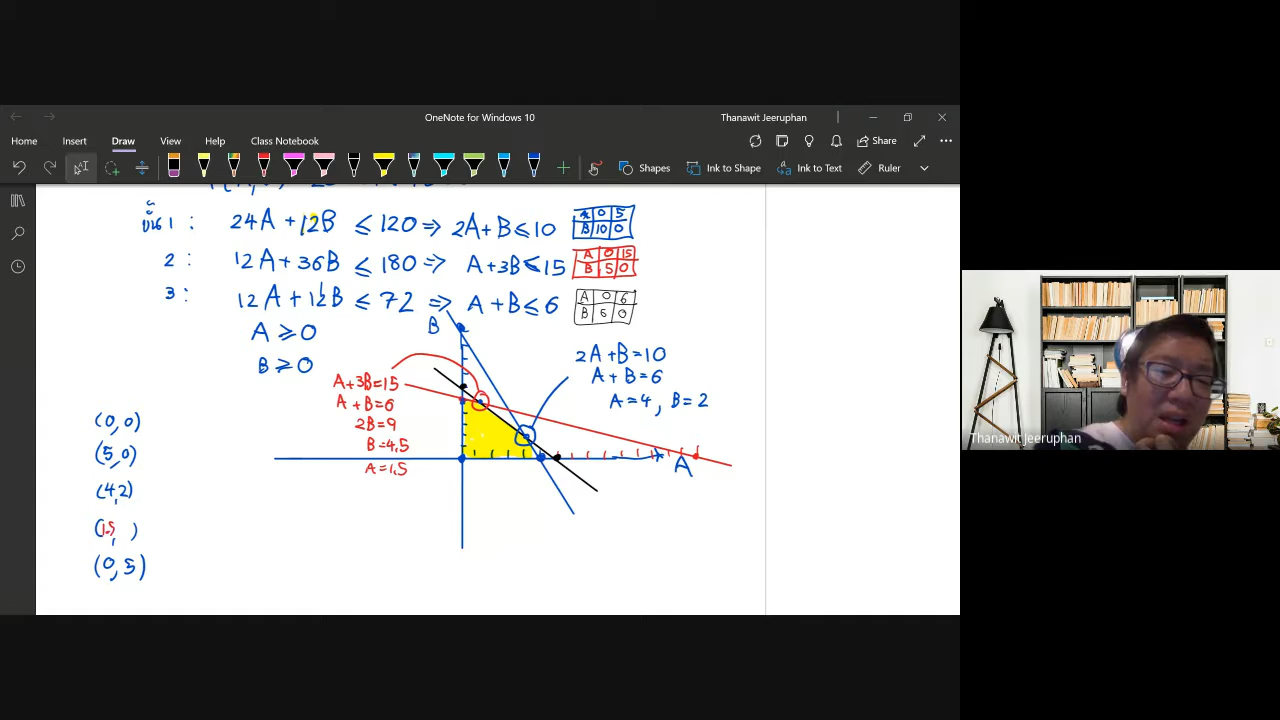 OneNote for Windows 10
Thanawit Jeeruphan
Home Insert Draw View Help Class Notebook
Share
Shapes
Ink to Shape
Ink to Text
Ruler
1 : 24A + 12B ≤ 120 ⇒ 2A + B ≤ 10
A 0 5
B 10 0
2 : 12A + 36B ≤ 180 ⇒ A + 3B ≤ 15
A 0 15
B 5 0
3 : 12A + 12B ≤ 72 ⇒ A + B ≤ 6
A 0 6
B 6 0
A ≥ 0
B ≥ 0
B
A
2A + B = 10
A + B = 6
A = 4, B = 2
A + 3B = 15
A + B = 6
2B = 9
B = 4.5
A = 1.5
(0, 0)
(5, 0)
(4, 2)
(1.5, )
(0, 5)
Thanawit Jeeruphan